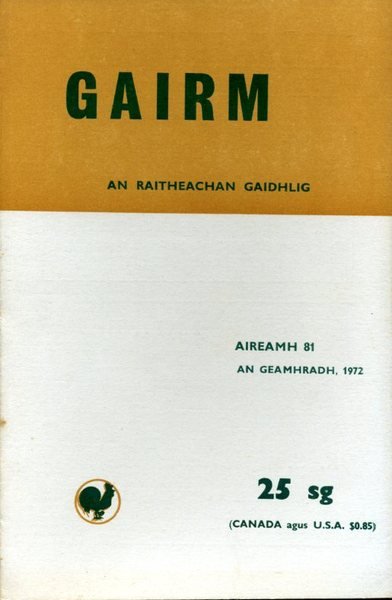 GAIRM
AN RAITHEACHAN GAIDHLIG
AIREAMH 81
AN GEAMHRADH, 1972
25 sg
(CANADA agus U.S.A. $0.85)